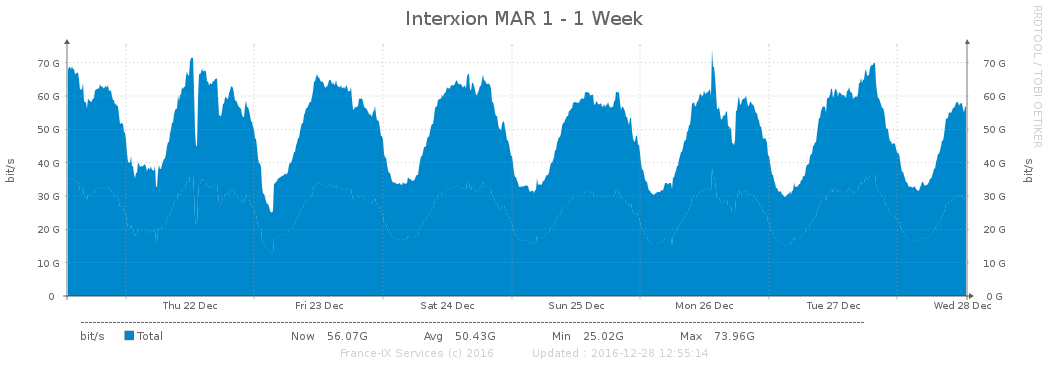 Interxion MAR 1 - 1 Week
RRDTOOL / TOBI OETIKER
bit/s
70 G 70 G
60 G 60 G
50 G 50 G
40 G 40 G
30 G 30 G
20 G 20 G
10 G 10 G
0 0 G
bit/s
Thu 22 Dec Fri 23 Dec Sat 24 Dec Sun 25 Dec Mon 26 Dec Tue 27 Dec Wed 28 Dec
bit/s Total Now 56.07G Avg 50.43G Min 25.02G Max 73.96G
France-IX Services (c) 2016 Updated : 2016-12-28 12:55:14